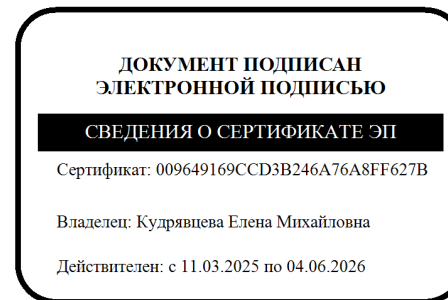 ДОКУМЕНТ ПОДПИСАН
ЭЛЕКТРОННОЙ ПОДПИСЬЮ
СВЕДЕНИЯ О СЕРТИФИКАТЕ ЭП
Сертификат: 009649169CCD3B246A76A8FF627B
Владелец: Кудрявцева Елена Михайловна
Действителен: с 11.03.2025 по 04.06.2026